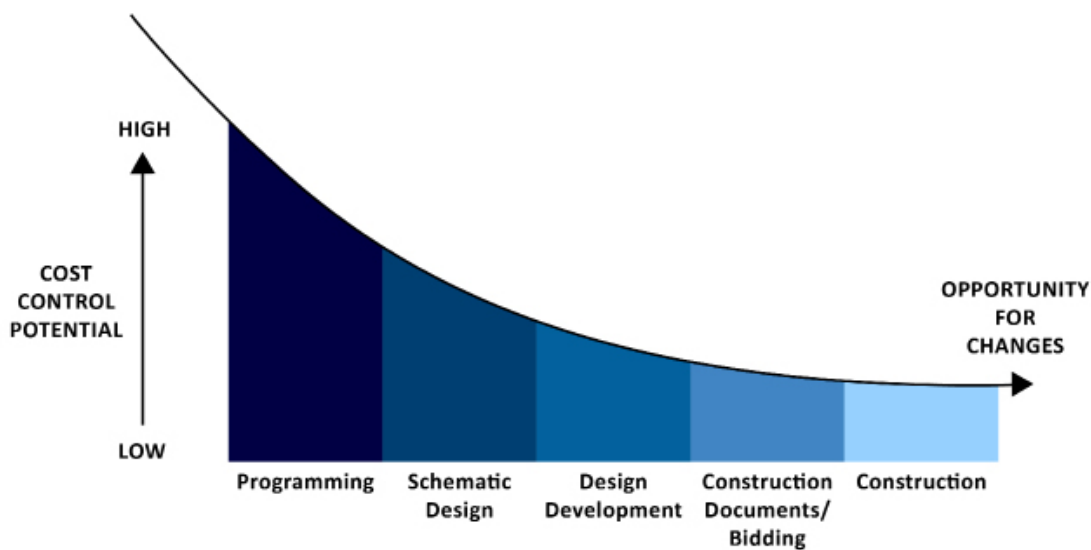 HIGH
COST
CONTROL
POTENTIAL
LOW
OPPORTUNITY
FOR
CHANGES
Programming
Schematic
Design
Design
Development
Construction
Documents/
Bidding
Construction